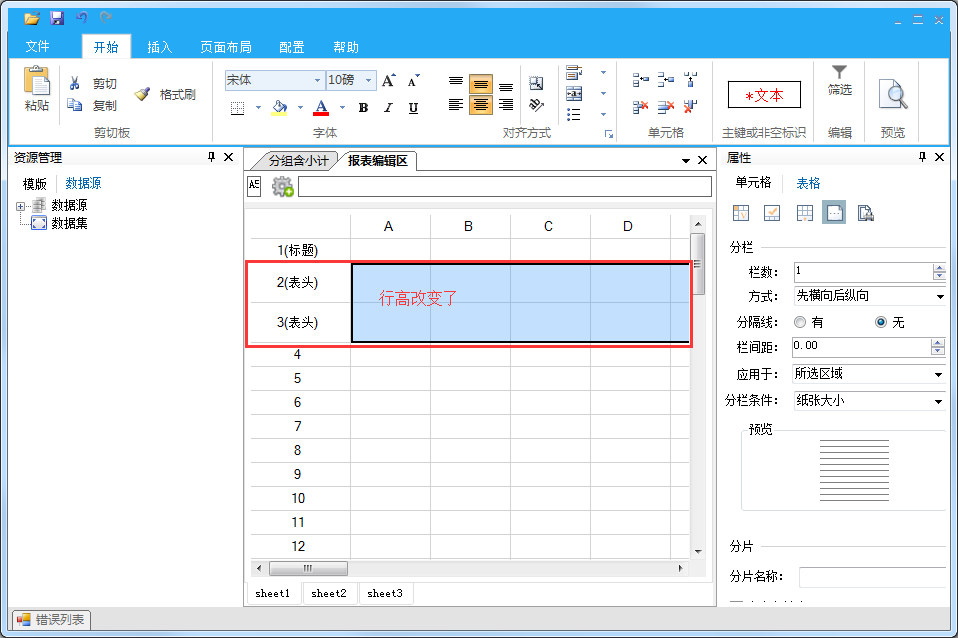 文件 开始 插入 页面布局 配置 帮助
粘贴 剪切 复制 格式刷
宋体 10磅 A A
A B I U
*文本
筛选
剪贴板 字体 对齐方式 单元格 主键或非空标识 编辑 预览
资源管理
模版 数据源
数据源
数据集
分组含小计 报表编辑区
A B C D
1(标题)
2(表头)
行高改变了
3(表头)
4
5
6
7
8
9
10
11
12
sheet1 sheet2 sheet3
属性
单元格 表格
分栏
栏数： 1
方式： 先横向后纵向
分隔线： 有 无
栏间距： 0.00
应用于： 所选区域
分栏条件： 纸张大小
预览
分片
分片名称：
错误列表